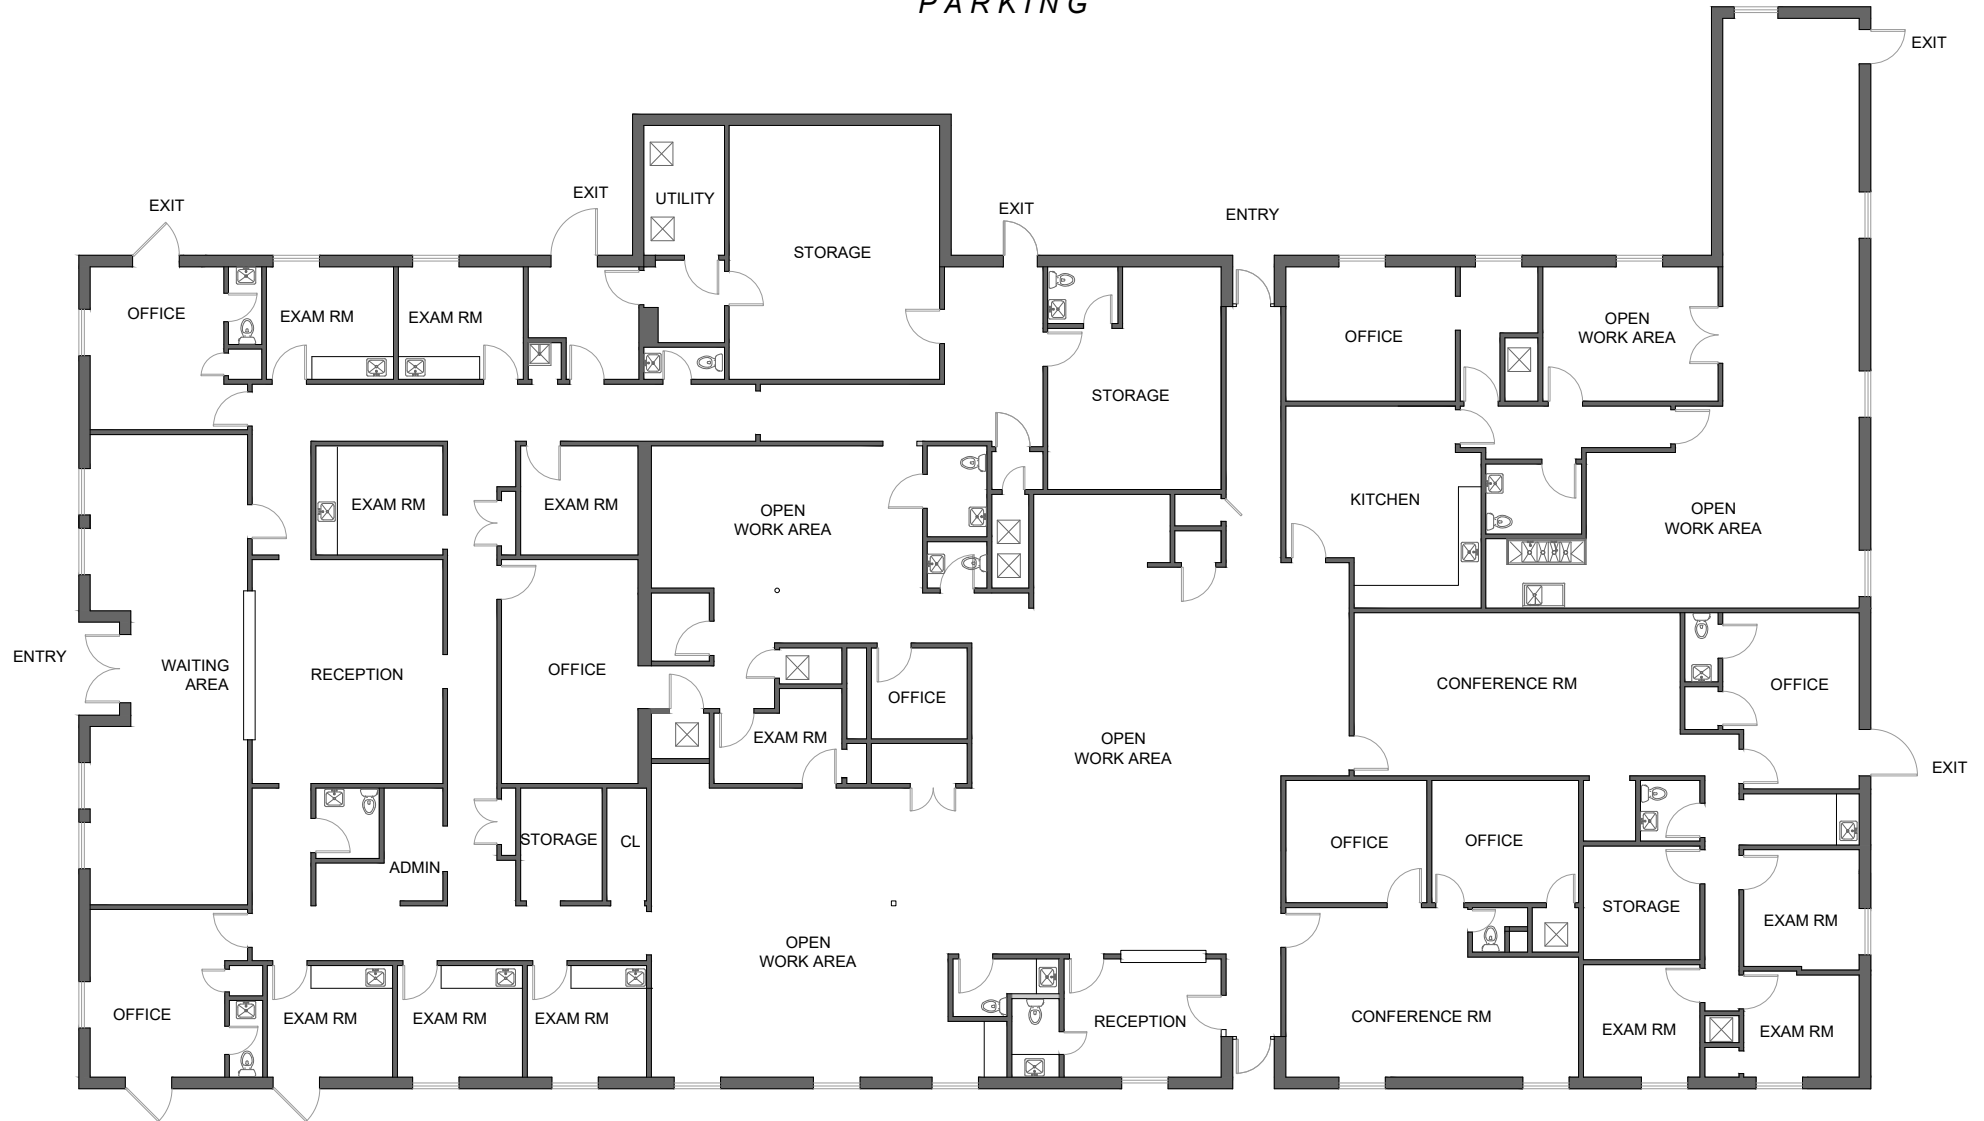 PARKING
EXIT
EXIT
EXIT
UTILITY
EXIT
EXIT
ENTRY
STORAGE
OFFICE
EXAM RM
EXAM RM
OFFICE
OPEN
WORK AREA
STORAGE
EXAM RM
EXAM RM
OPEN
WORK AREA
KITCHEN
OPEN
WORK AREA
ENTRY
WAITING
AREA
RECEPTION
OFFICE
OFFICE
CONFERENCE RM
OFFICE
EXAM RM
OPEN
WORK AREA
EXIT
STORAGE
CL
ADMIN
OFFICE
OFFICE
STORAGE
EXAM RM
OPEN
WORK AREA
OFFICE
EXAM RM
EXAM RM
EXAM RM
RECEPTION
CONFERENCE RM
EXAM RM
EXAM RM